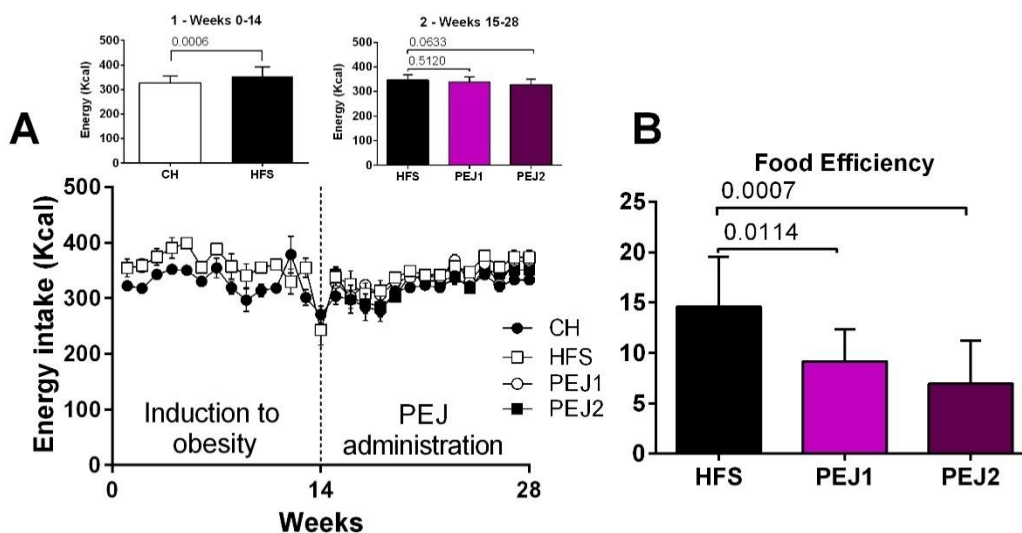 1 - Weeks 0-14
0.0006
500
400
300
200
100
0
Energy (Kcal)
CH
HFS
2 - Weeks 15-28
0.0633
0.5120
500
400
300
200
100
0
Energy (Kcal)
HFS
PEJ1
PEJ2
A
500
400
300
300
100
0
Energy intake (Kcal)
CH
HFS
PEJ1
PEJ2
Induction to
obesity
PEJ
administration
0
14
28
Weeks
B
Food Efficiency
0.0007
0.0114
25
20
15
10
5
0
HFS
PEJ1
PEJ2